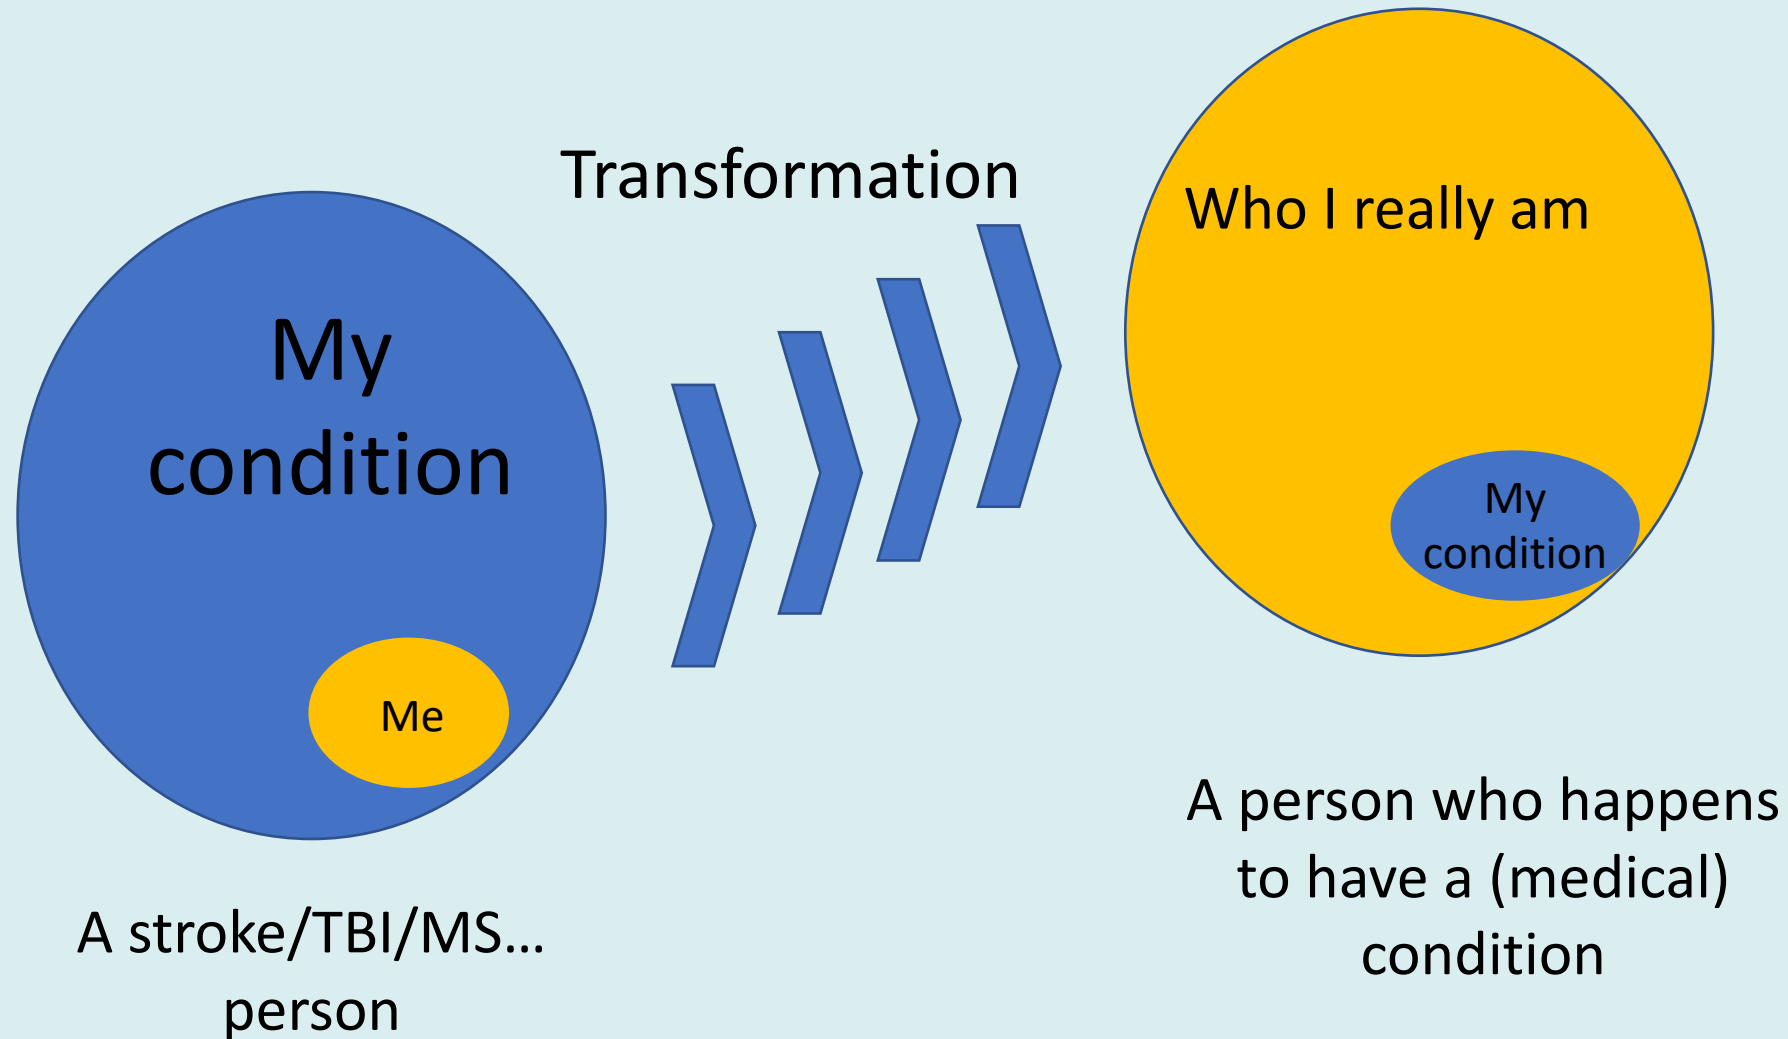 Transformation
My
condition
Me
A stroke/TBI/MS...
person
Who I really am
My
condition
A person who happens
to have a (medical)
condition